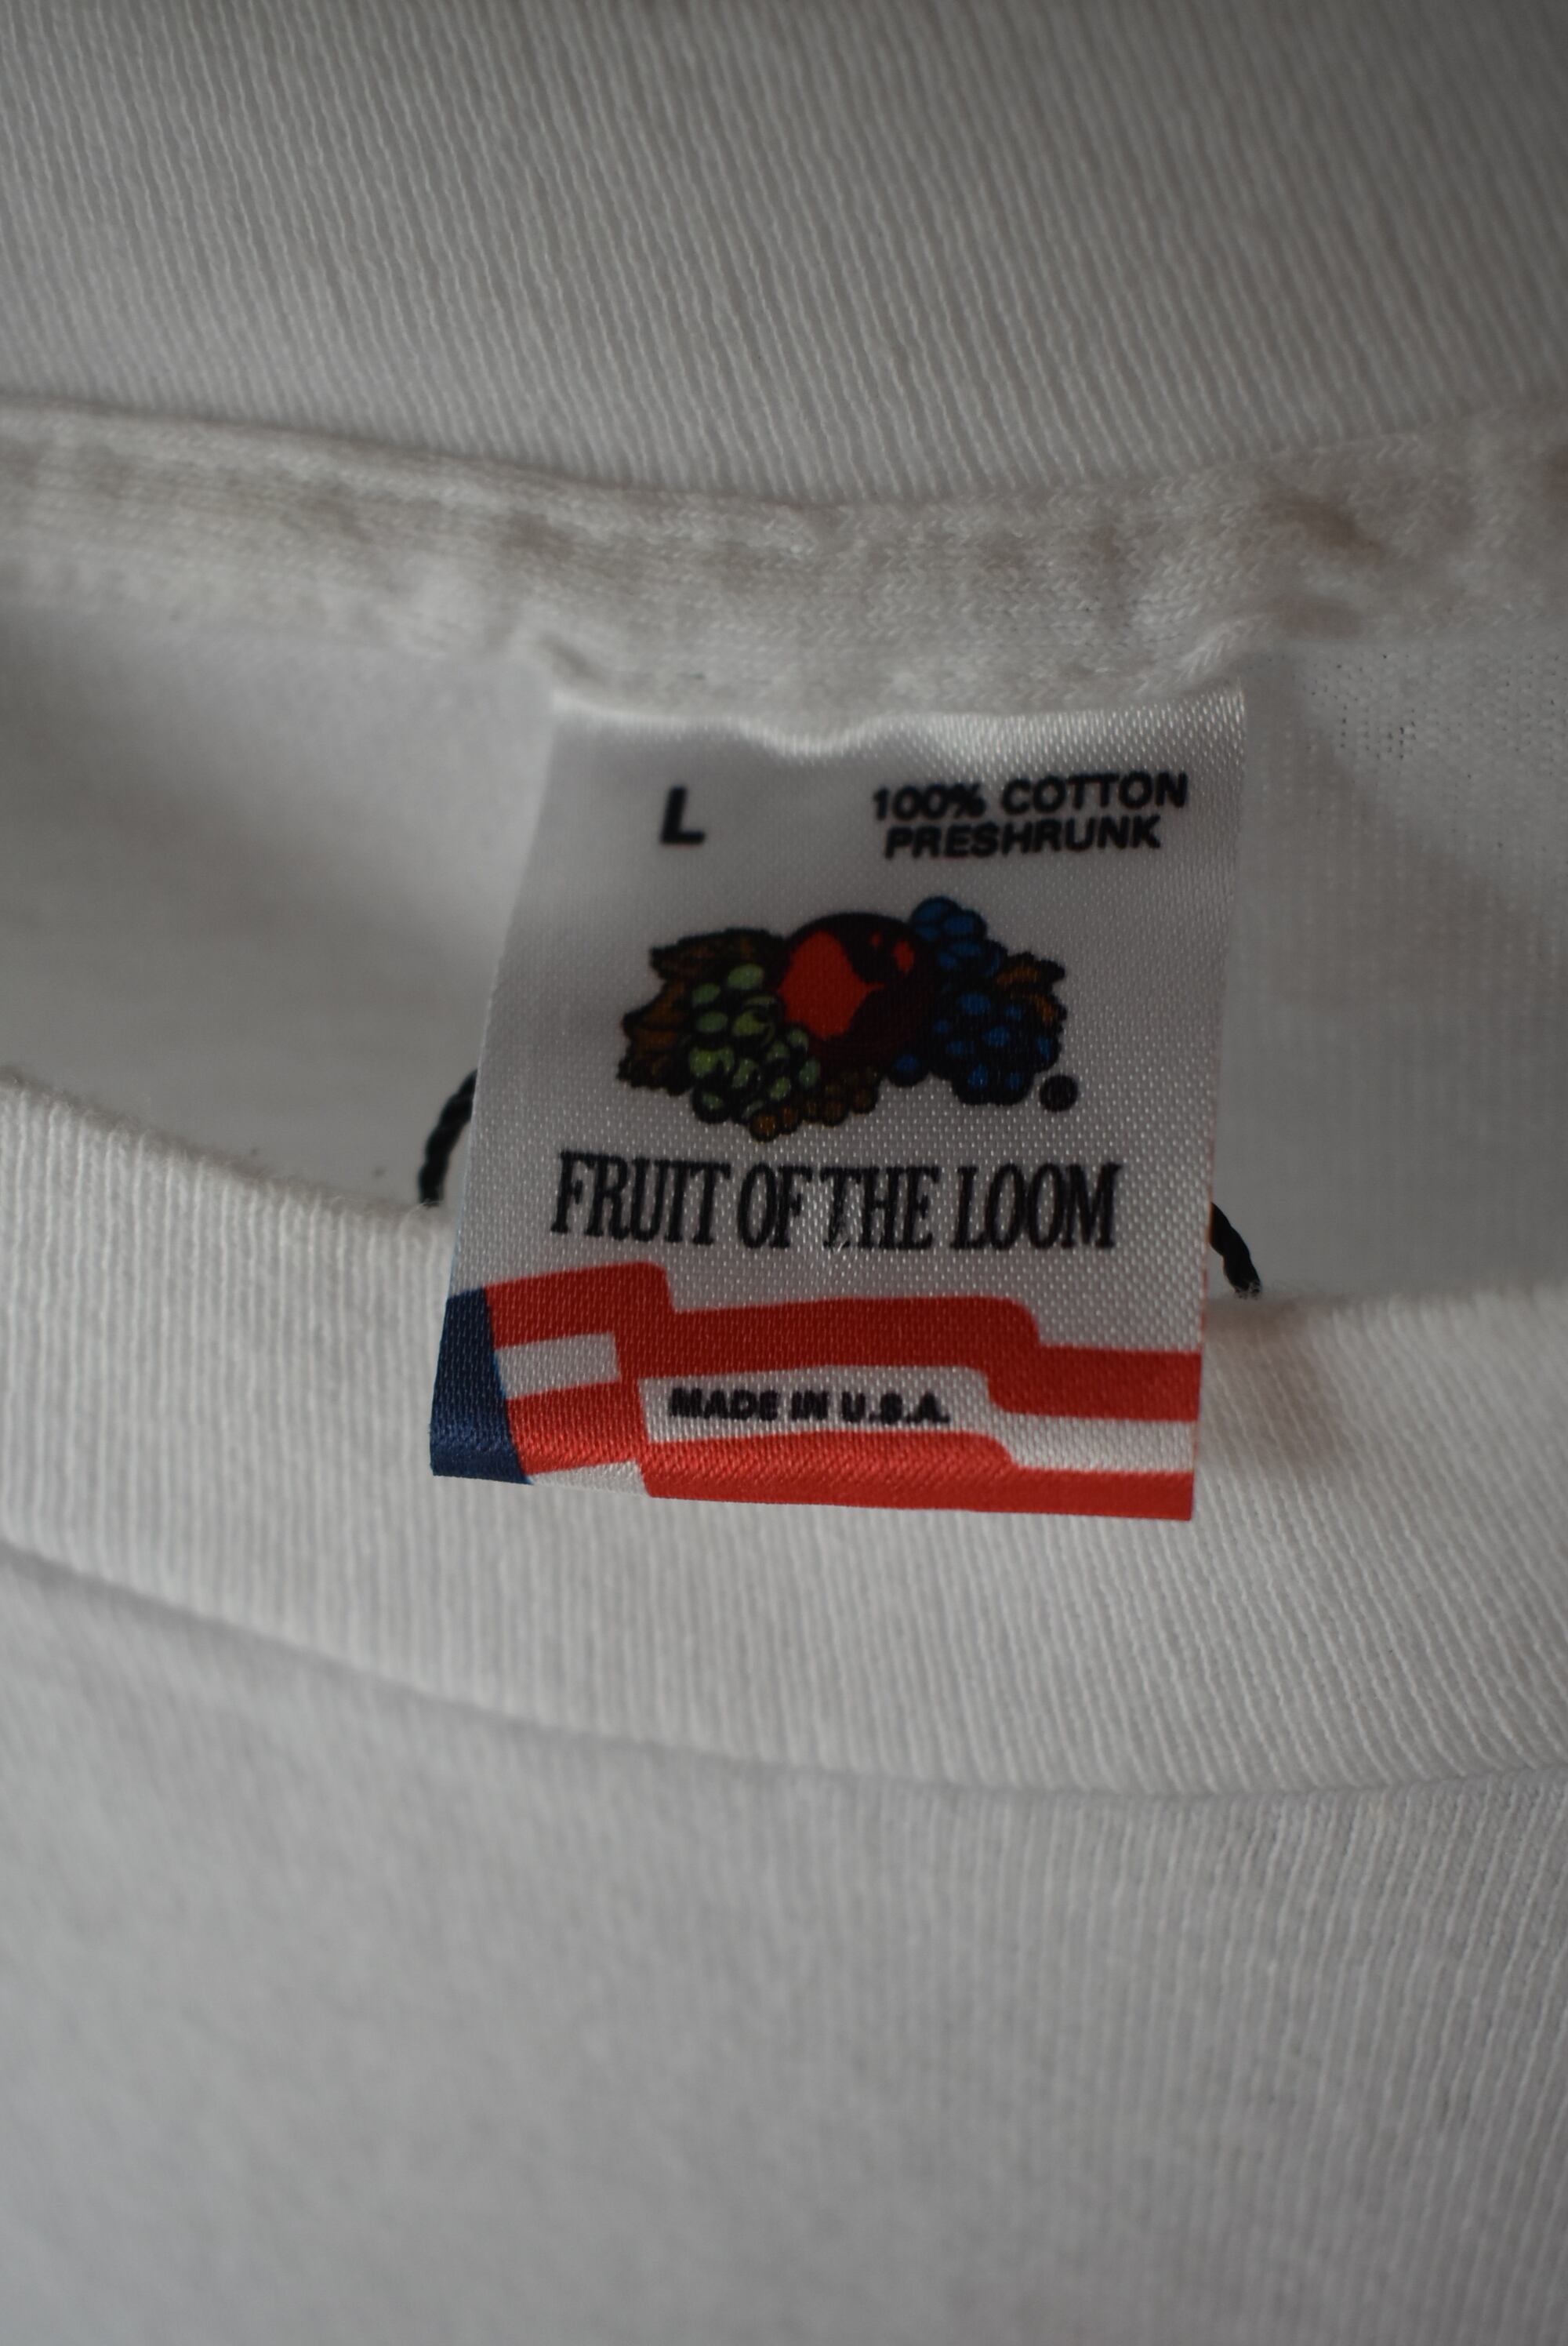 L
100% COTTON
PRESHRUNK
®
FRUIT OF THE LOOM
MADE IN U.S.A.